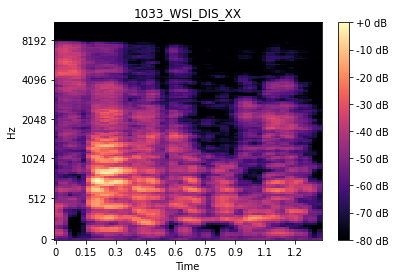 1033_WSI_DIS_XX
Hz
8192
4096
2048
1024
512
0
0 0.15 0.3 0.45 0.6 0.75 0.9 1.1 1.2
Time
+0 dB
-10 dB
-20 dB
-30 dB
-40 dB
-50 dB
-60 dB
-70 dB
-80 dB